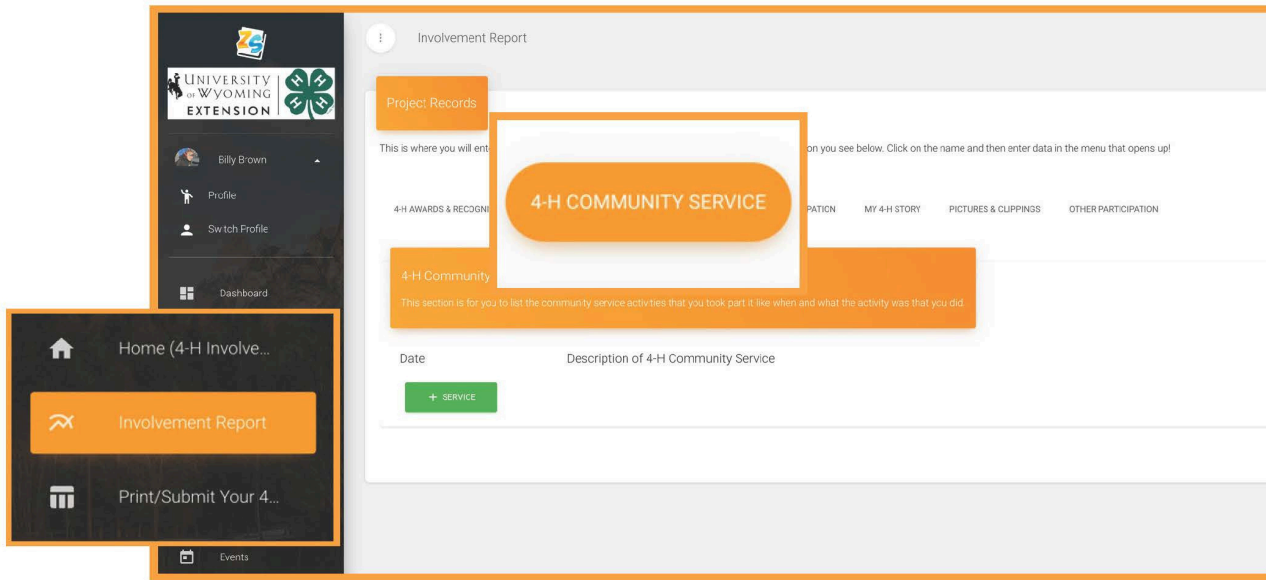 ZS
UNIVERSITY
OF WYOMING
EXTENSION
H H H H
Billy Brown
Profile
Switch Profile
Dashboard
Home (4-H Involve...
Involvement Report
Print/Submit Your 4...
Events
Involvement Report
Project Records
This is where you will ent
on you see below. Click on the name and then enter data in the menu that opens up!
4-H AWARDS & RECOGNI
4-H COMMUNITY SERVICE
PATION MY 4-H STORY PICTURES & CLIPPINGS OTHER PARTICIPATION
4-H Community
This section is for you to list the community service activities that you took part it like when and what the activity was that you did.
Date Description of 4-H Community Service
+ SERVICE